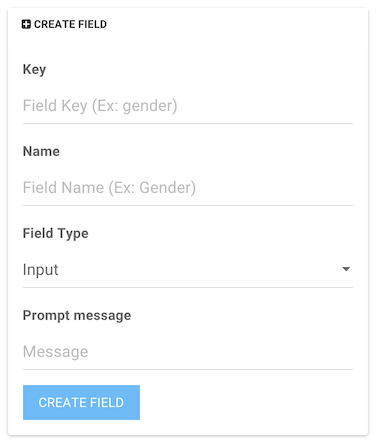 CREATE FIELD
Key
Field Key (Ex: gender)
Name
Field Name (Ex: Gender)
Field Type
Input
Prompt message
Message
CREATE FIELD